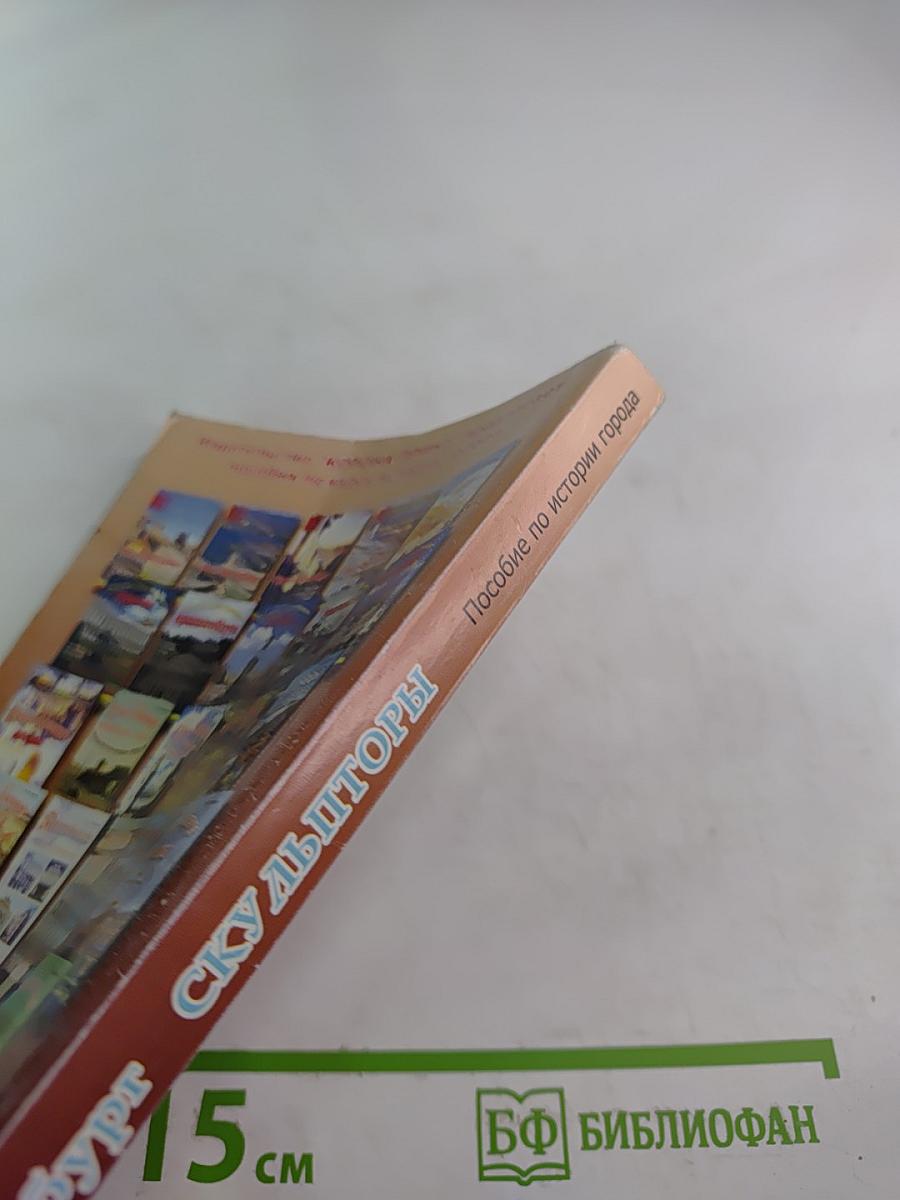 Пособие по истории города
СКУЛЬПТОРЫ
бург
15 см
БФ БИБЛИОФАН